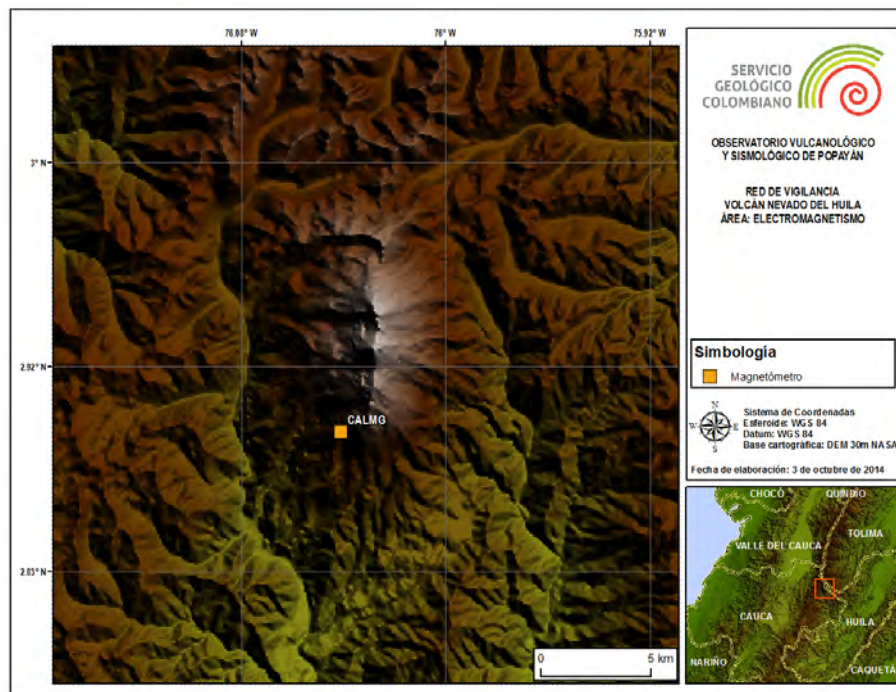 76.08° W
76° W
75.92° W
3° N
2.92° N
2.83° N
CALMG
0
5 km
SERVICIO
GEOLÓGICO
COLOMBIANO
OBSERVATORIO VULCANOLÓGICO
Y SISMOLÓGICO DE POPAYÁN
RED DE VIGILANCIA
VOLCÁN NEVADO DEL HUILA
ÁREA: ELECTROMAGNETISMO
Simbología
Magnetómetro
N
W
E
S
Sistema de Coordenadas
Esferoide: WGS 84
Datum: WGS 84
Base cartográfica: DEM 30m NASA
Fecha de elaboración: 3 de octubre de 2014
CHOCÓ
QUINDÍO
TOLIMA
VALLE DEL CAUCA
CAUCA
HUILA
NARIÑO
CAQUETÁ